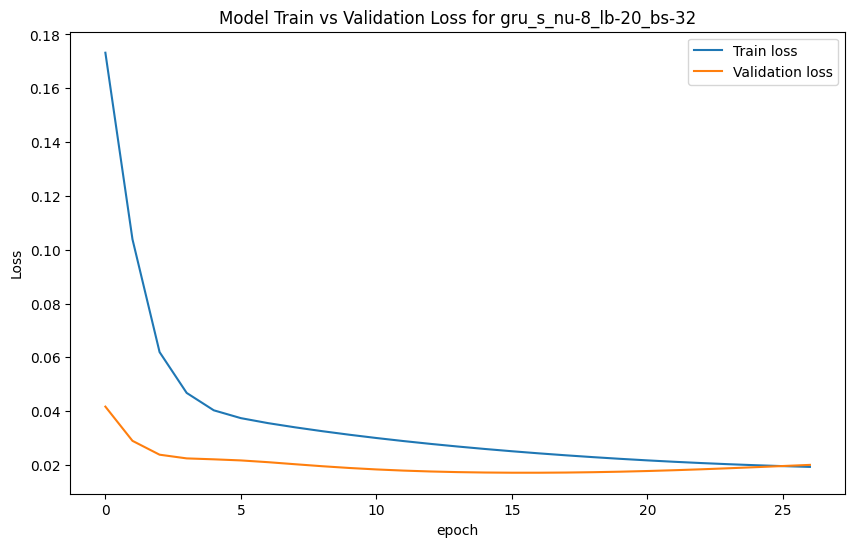 Model Train vs Validation Loss for gru_s_nu-8_lb-20_bs-32
Train loss
Validation loss
0.18
0.16
0.14
0.12
0.10
0.08
0.06
0.04
0.02
Loss
0 5 10 15 20 25
epoch